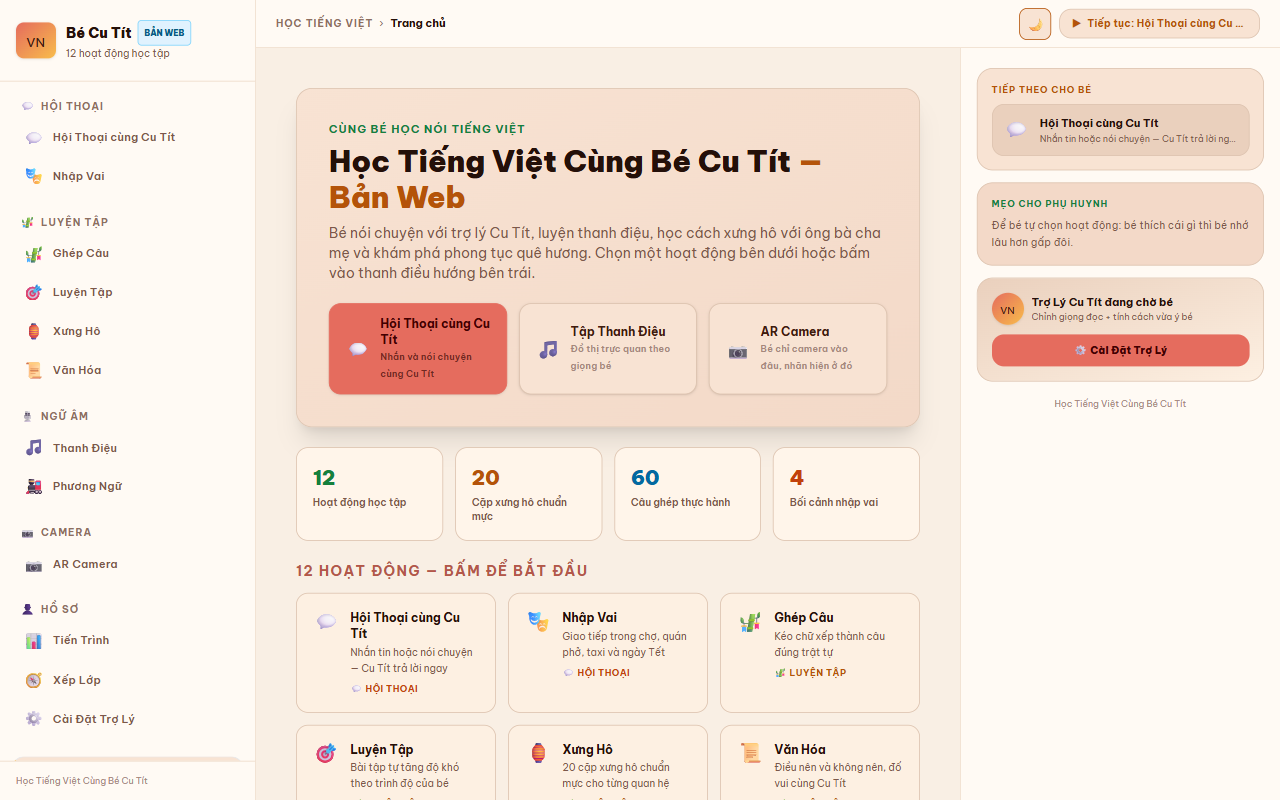 VN
Bé Cu Tít
BẢN WEB
12 hoạt động học tập
HỘI THOẠI
Hội Thoại cùng Cu Tít
Nhập Vai
LUYỆN TẬP
Ghép Câu
Luyện Tập
Xưng Hô
Văn Hóa
NGỮ ÂM
Thanh Điệu
Phương Ngữ
CAMERA
AR Camera
HỒ SƠ
Tiến Trình
Xếp Lớp
Cài Đặt Trợ Lý
Học Tiếng Việt Cùng Bé Cu Tít
HỌC TIẾNG VIỆT › Trang chủ
▶ Tiếp tục: Hội Thoại cùng Cu ...
CÙNG BÉ HỌC NÓI TIẾNG VIỆT
Học Tiếng Việt Cùng Bé Cu Tít —
Bản Web
Bé nói chuyện với trợ lý Cu Tít, luyện thanh điệu, học cách xưng hô với ông bà cha
mẹ và khám phá phong tục quê hương. Chọn một hoạt động bên dưới hoặc bấm
vào thanh điều hướng bên trái.
Hội Thoại cùng Cu
Tít
Nhắn và nói chuyện
cùng Cu Tít
Tập Thanh Điệu
Đồ thị trực quan theo
giọng bé
AR Camera
Bé chỉ camera vào
đâu, nhãn hiện ở đó
12
Hoạt động học tập
20
Cặp xưng hô chuẩn
mực
60
Câu ghép thực hành
4
Bối cảnh nhập vai
12 HOẠT ĐỘNG — BẤM ĐỂ BẮT ĐẦU
Hội Thoại cùng Cu
Tít
Nhắn tin hoặc nói chuyện
— Cu Tít trả lời ngay
HỘI THOẠI
Nhập Vai
Giao tiếp trong chợ, quán
phở, taxi và ngày Tết
HỘI THOẠI
Ghép Câu
Kéo chữ xếp thành câu
đúng trật tự
LUYỆN TẬP
Luyện Tập
Bài tập tự tăng độ khó
theo trình độ của bé
Xưng Hô
20 cặp xưng hô chuẩn
mực cho từng quan hệ
Văn Hóa
Điều nên và không nên, đố
vui cùng Cu Tít
TIẾP THEO CHO BÉ
Hội Thoại cùng Cu Tít
Nhắn tin hoặc nói chuyện — Cu Tít trả lời ng...
MẸO CHO PHỤ HUYNH
Để bé tự chọn hoạt động: bé thích cái gì thì bé nhớ
lâu hơn gấp đôi.
VN
Trợ Lý Cu Tít đang chờ bé
Chỉnh giọng đọc + tính cách vừa ý bé
Cài Đặt Trợ Lý
Học Tiếng Việt Cùng Bé Cu Tít